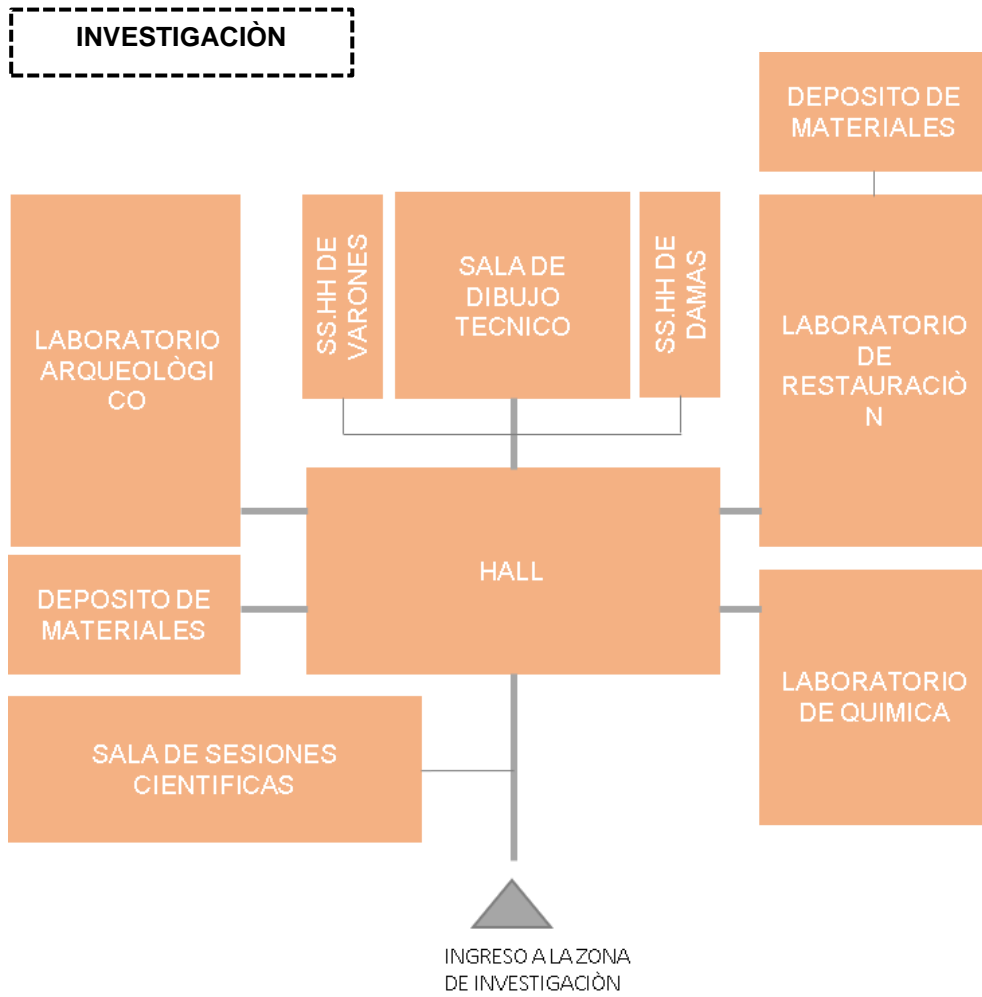 INVESTIGACIÒN
DEPOSITO DE
MATERIALES
LABORATORIO
ARQUEOLÒGI
CO
SS.HH DE
VARONES
SALA DE
DIBUJO
TECNICO
SS.HH DE
DAMAS
LABORATORIO
DE
RESTAURACIÒ
N
HALL
DEPOSITO DE
MATERIALES
LABORATORIO
DE QUIMICA
SALA DE SESIONES
CIENTIFICAS
INGRESO A LA ZONA
DE INVESTIGACIÒN